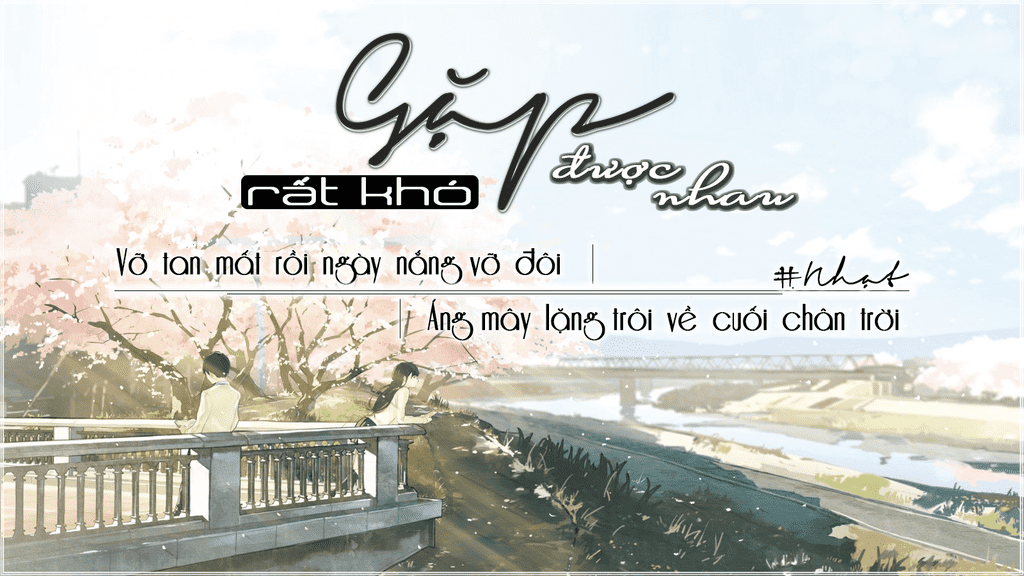 Gặp
rất khó
được
nhau
Vỡ tan mất rồi ngày nắng vỡ đôi
#Nhạt
Áng mây lặng trôi về cuối chân trời